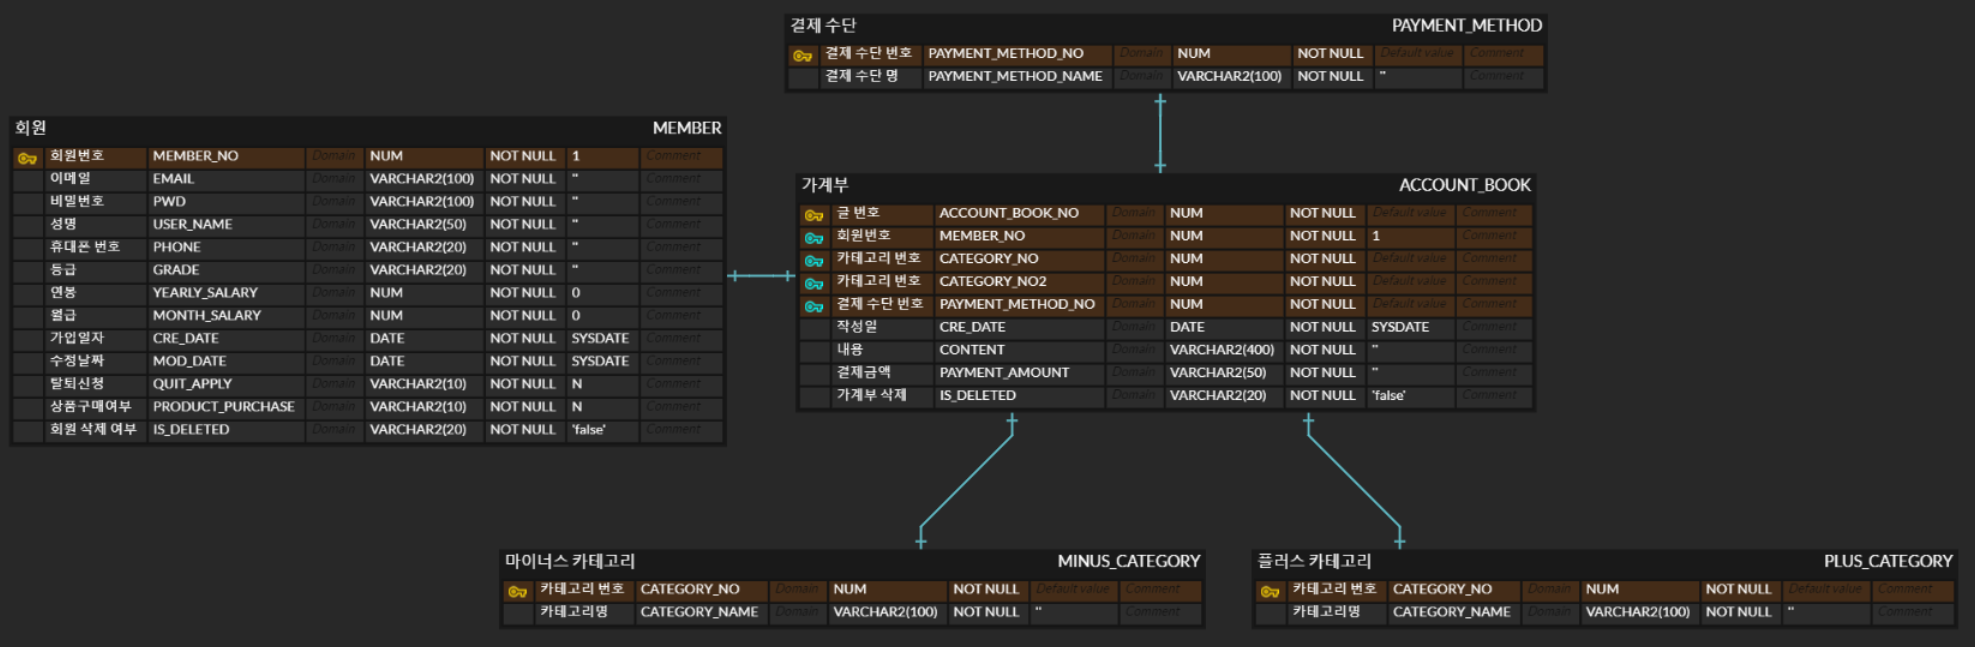 결제 수단 PAYMENT_METHOD
결제 수단 번호 PAYMENT_METHOD_NO Domain NUM NOT NULL Default value Comment
결제 수단 명 PAYMENT_METHOD_NAME Domain VARCHAR2(100) NOT NULL '' Comment
회원 MEMBER
회원번호 MEMBER_NO Domain NUM NOT NULL 1 Comment
이메일 EMAIL Domain VARCHAR2(100) NOT NULL '' Comment
비밀번호 PWD Domain VARCHAR2(100) NOT NULL '' Comment
성명 USER_NAME Domain VARCHAR2(50) NOT NULL '' Comment
휴대폰 번호 PHONE Domain VARCHAR2(20) NOT NULL '' Comment
등급 GRADE Domain VARCHAR2(20) NOT NULL '' Comment
연봉 YEARLY_SALARY Domain NUM NOT NULL 0 Comment
월급 MONTH_SALARY Domain NUM NOT NULL 0 Comment
가입일자 CRE_DATE Domain DATE NOT NULL SYSDATE Comment
수정날짜 MOD_DATE Domain DATE NOT NULL SYSDATE Comment
탈퇴신청 QUIT_APPLY Domain VARCHAR2(10) NOT NULL N Comment
상품구매여부 PRODUCT_PURCHASE Domain VARCHAR2(10) NOT NULL N Comment
회원 삭제 여부 IS_DELETED Domain VARCHAR2(20) NOT NULL 'false' Comment
가계부 ACCOUNT_BOOK
글 번호 ACCOUNT_BOOK_NO Domain NUM NOT NULL Default value Comment
회원번호 MEMBER_NO Domain NUM NOT NULL 1 Comment
카테고리 번호 CATEGORY_NO Domain NUM NOT NULL Default value Comment
카테고리 번호 CATEGORY_NO2 Domain NUM NOT NULL Default value Comment
결제 수단 번호 PAYMENT_METHOD_NO Domain NUM NOT NULL Default value Comment
작성일 CRE_DATE Domain DATE NOT NULL SYSDATE Comment
내용 CONTENT Domain VARCHAR2(400) NOT NULL '' Comment
결제금액 PAYMENT_AMOUNT Domain VARCHAR2(50) NOT NULL '' Comment
가계부 삭제 IS_DELETED Domain VARCHAR2(20) NOT NULL 'false' Comment
마이너스 카테고리 MINUS_CATEGORY
카테고리 번호 CATEGORY_NO Domain NUM NOT NULL Default value Comment
카테고리명 CATEGORY_NAME Domain VARCHAR2(100) NOT NULL '' Comment
플러스 카테고리 PLUS_CATEGORY
카테고리 번호 CATEGORY_NO Domain NUM NOT NULL Default value Comment
카테고리명 CATEGORY_NAME Domain VARCHAR2(100) NOT NULL '' Comment